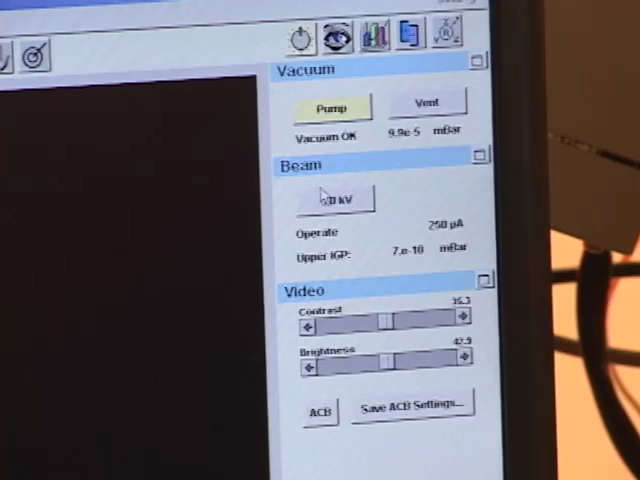 Vacuum
Pump
Vent
Vacuum OK 9.9e-5 mBar
Beam
kV
Operate 250 µA
Upper IGP: 7.e-10 mBar
Video
Contrast 35.3
Brightness 42.9
ACB
Save ACB Settings...